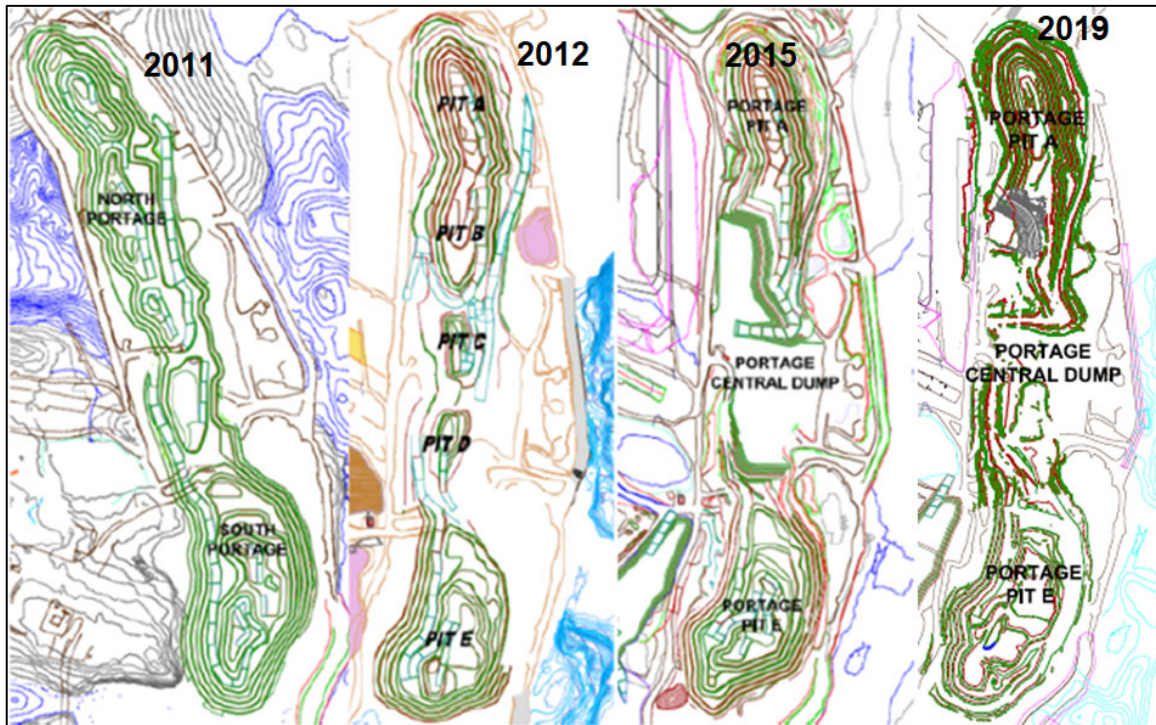 2011
NORTH
PORTAGE
SOUTH
PORTAGE
2012
PIT A
PIT B
PIT C
PIT D
PIT E
2015
PORTAGE
PIT A
PORTAGE
CENTRAL DUMP
PORTAGE
PIT E
2019
PORTAGE
PIT A
PORTAGE
CENTRAL DUMP
PORTAGE
PIT E